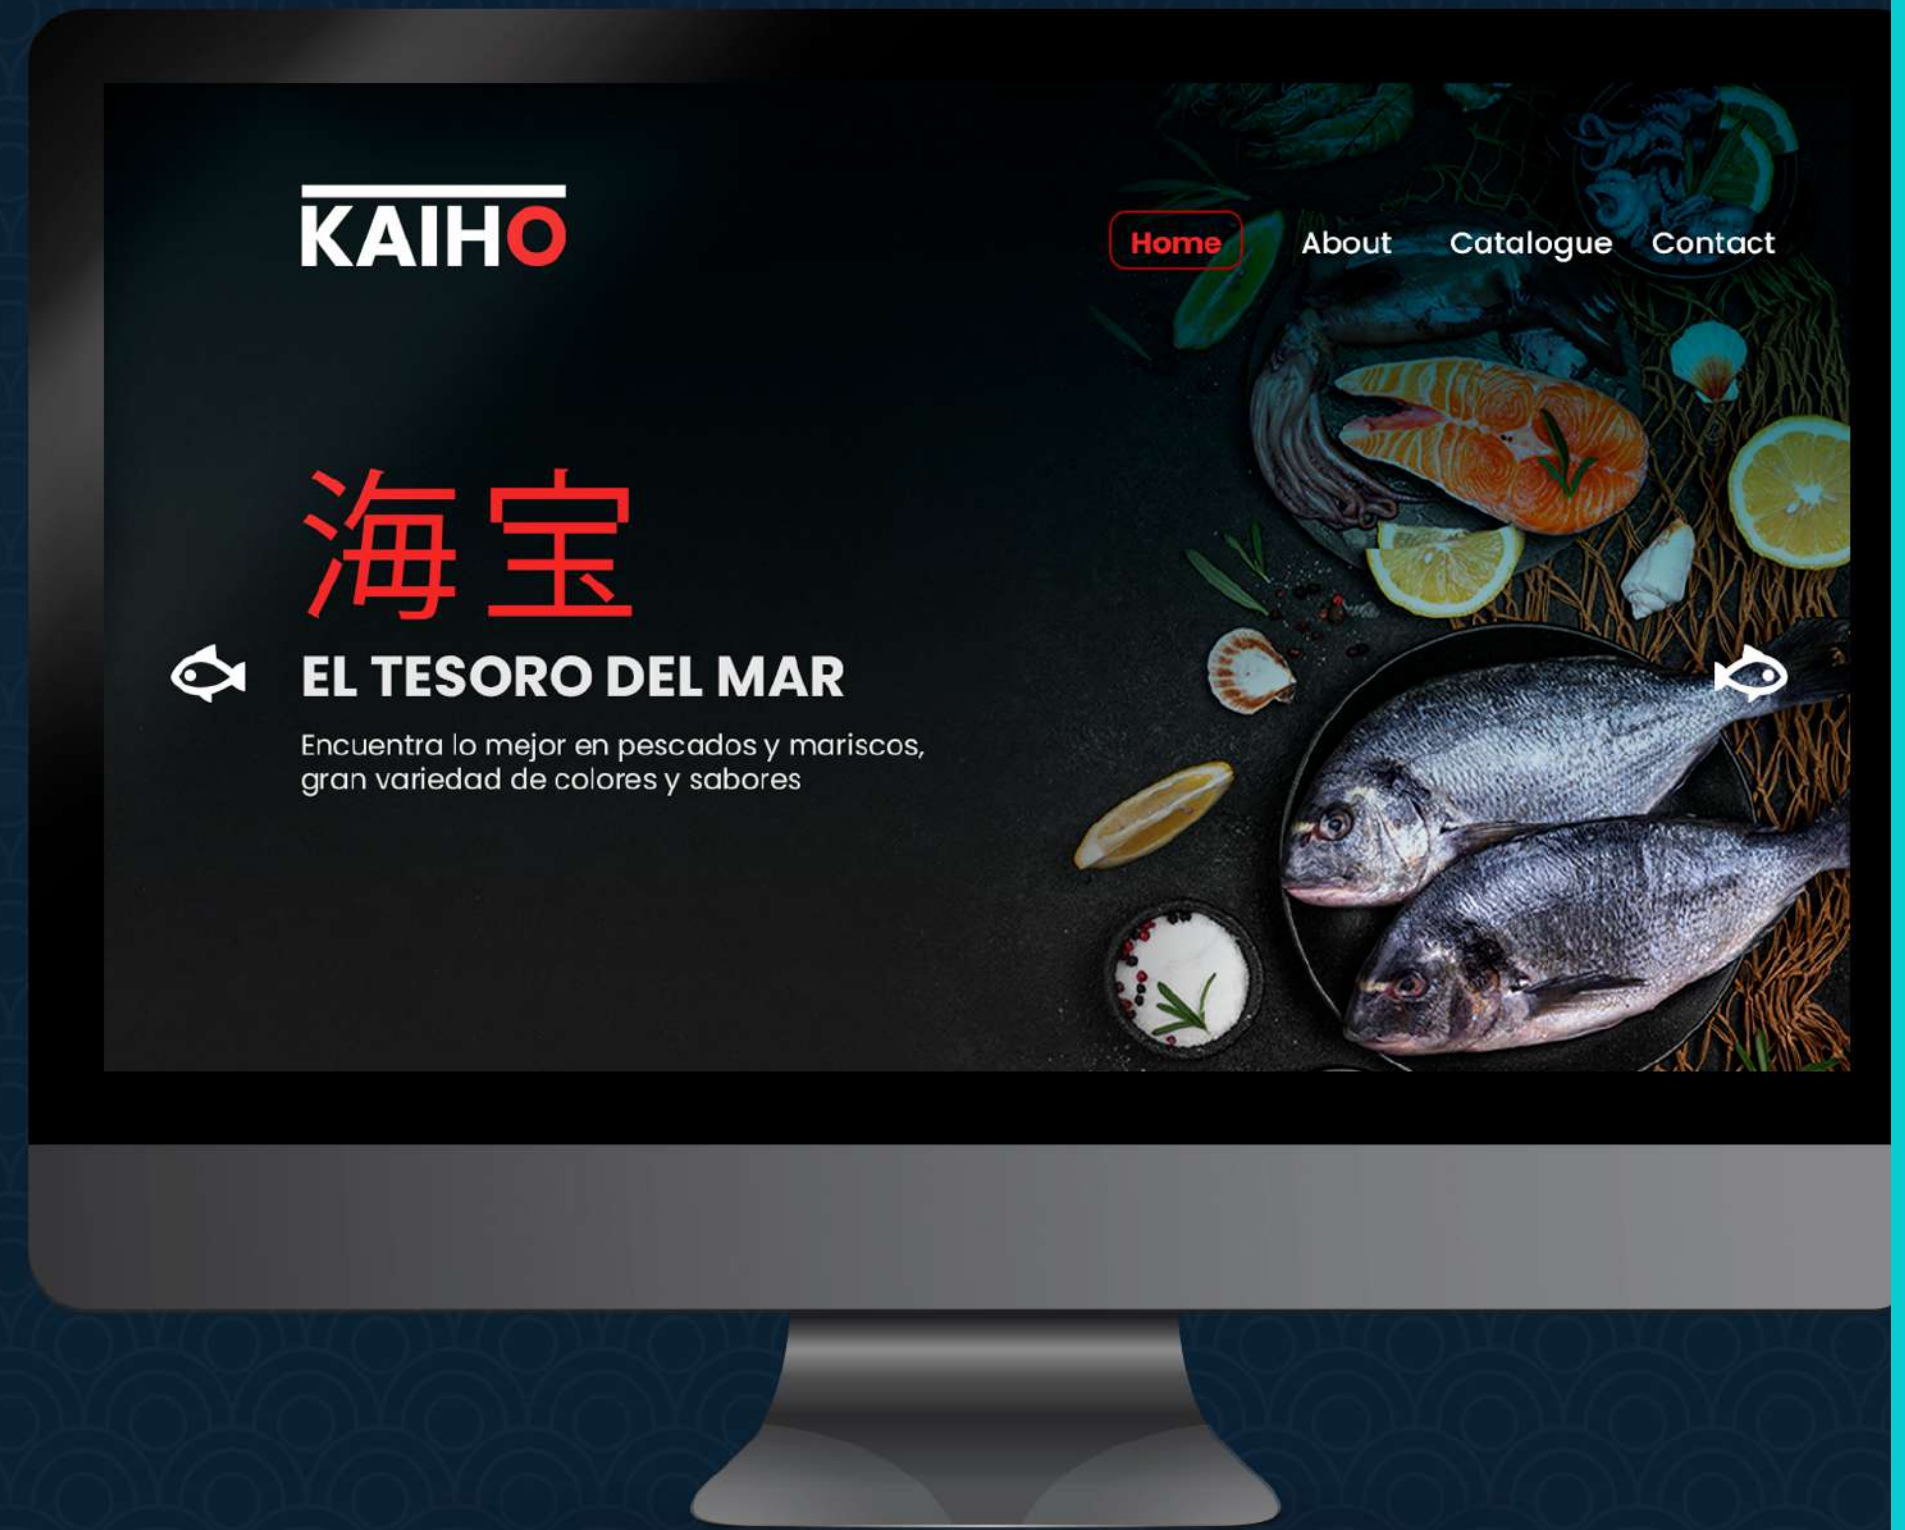 KAIHO
Home About Catalogue Contact
海宝
EL TESORO DEL MAR
Encuentra lo mejor en pescados y mariscos,
gran variedad de colores y sabores